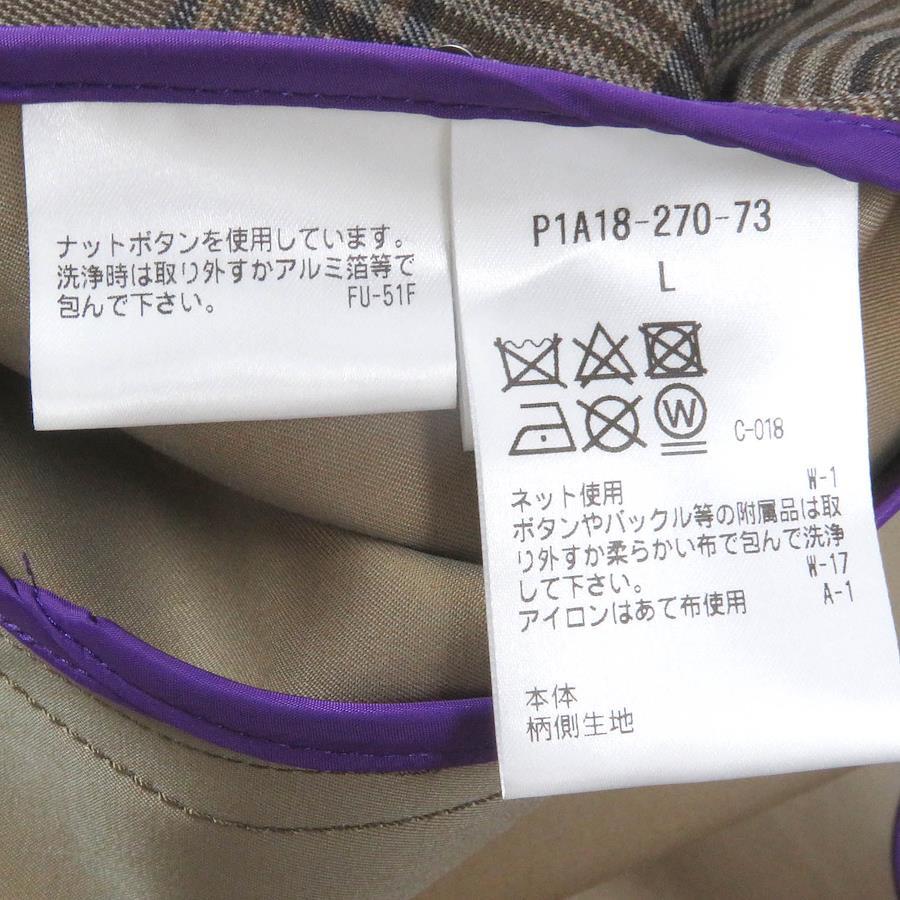 ナットボタンを使用しています。
洗浄時は取り外すかアルミ箔等で
包んで下さい。 FU-51F
P1A18-270-73
L
W
C-018
ネット使用 W-1
ボタンやバックル等の附属品は取
り外すか柔らかい布で包んで洗浄
して下さい。 W-17
アイロンはあて布使用 A-1
本体
柄側生地